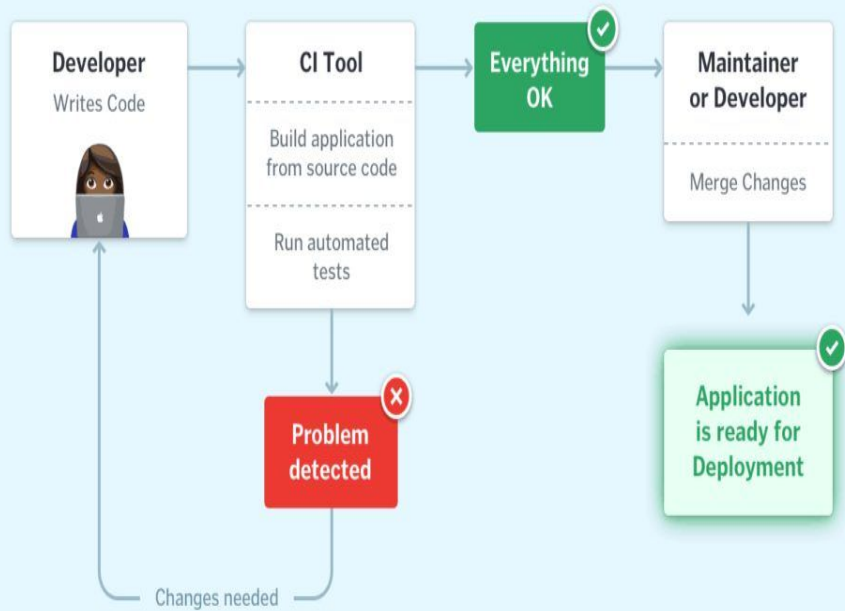 Developer
Writes Code
CI Tool
Build application
from source code
Run automated
tests
Everything
OK
Maintainer
or Developer
Merge Changes
Problem
detected
Application
is ready for
Deployment
Changes needed